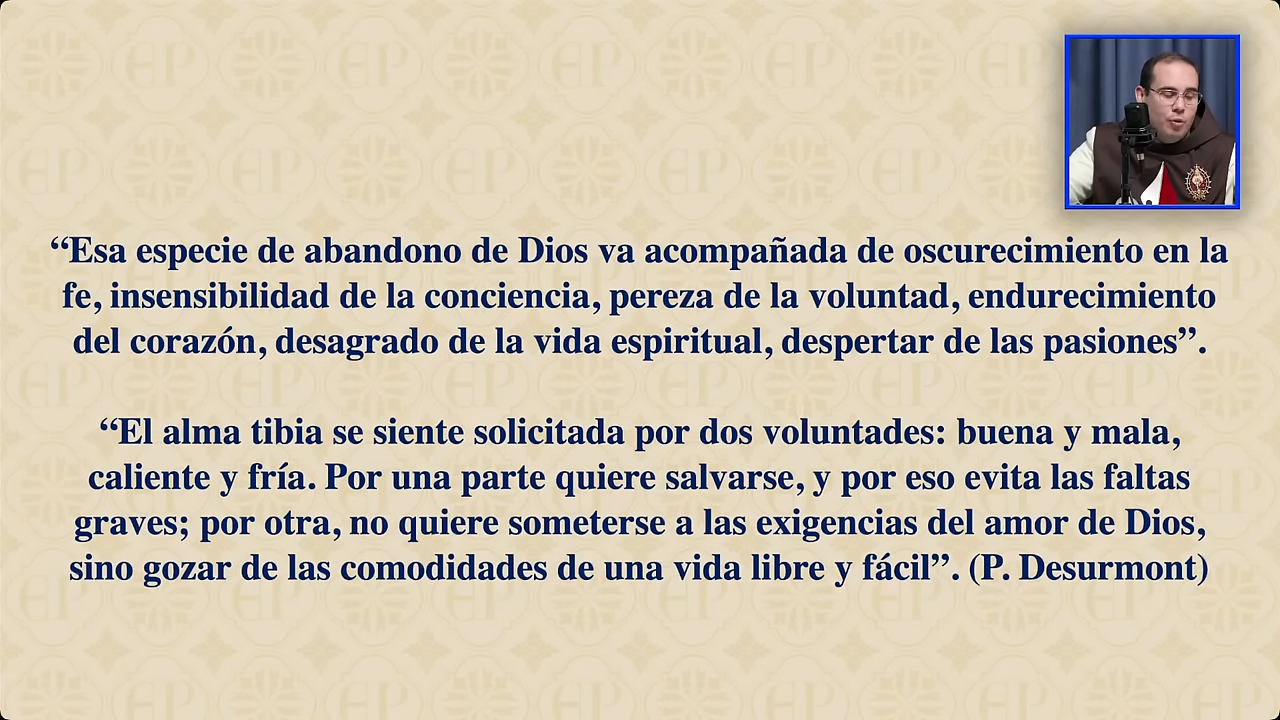 “Esa especie de abandono de Dios va acompañada de oscurecimiento en la
fe, insensibilidad de la conciencia, pereza de la voluntad, endurecimiento
del corazón, desagrado de la vida espiritual, despertar de las pasiones”.
“El alma tibia se siente solicitada por dos voluntades: buena y mala,
caliente y fría. Por una parte quiere salvarse, y por eso evita las faltas
graves; por otra, no quiere someterse a las exigencias del amor de Dios,
sino gozar de las comodidades de una vida libre y fácil”. (P. Desurmont)